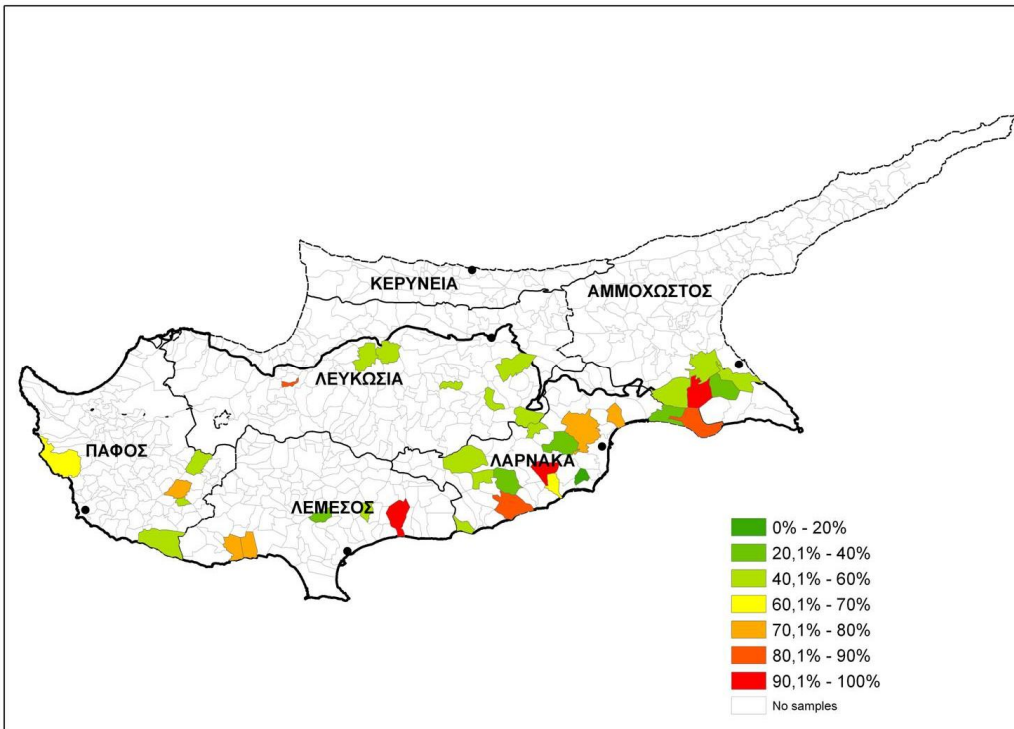 ΚΕΡΥΝΕΙΑ
ΑΜΜΟΧΩΣΤΟΣ
ΛΕΥΚΩΣΙΑ
ΠΑΦΟΣ
ΛΑΡΝΑΚΑ
ΛΕΜΕΣΟΣ
0% - 20%
20,1% - 40%
40,1% - 60%
60,1% - 70%
70,1% - 80%
80,1% - 90%
90,1% - 100%
No samples